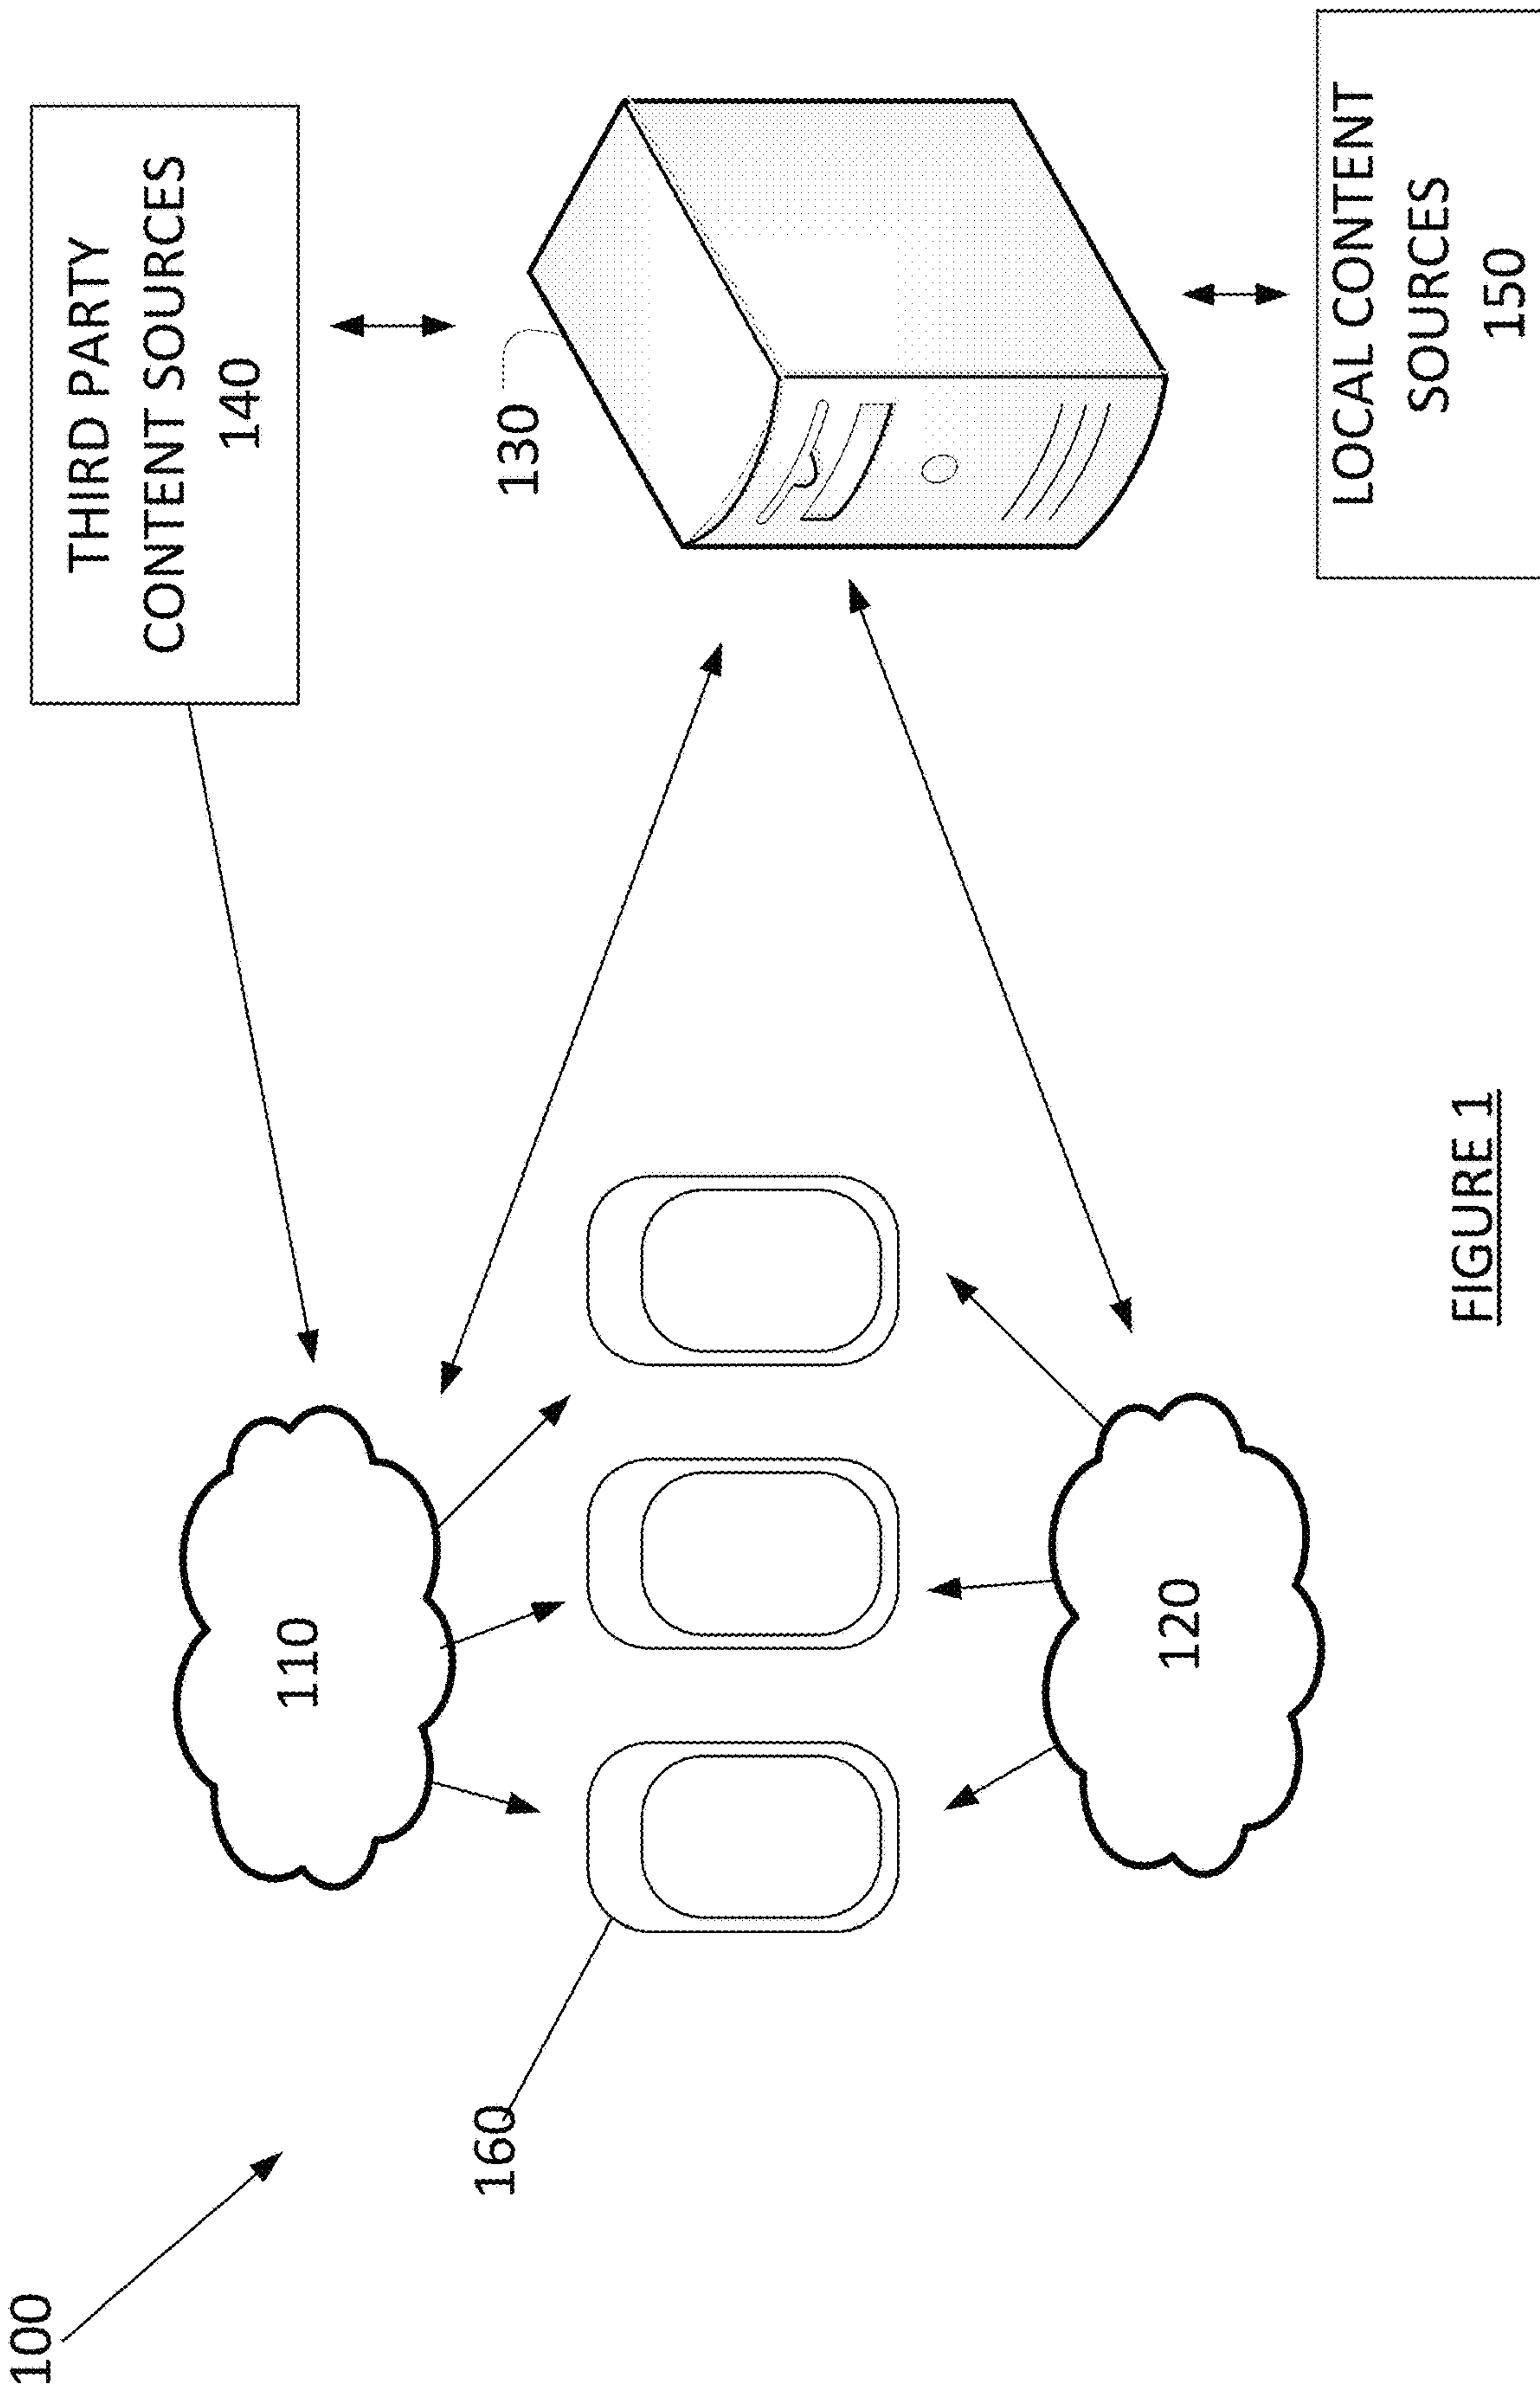 100
THIRD PARTY
CONTENT SOURCES
140
110
130
160
120
LOCAL CONTENT
SOURCES
150
FIGURE 1